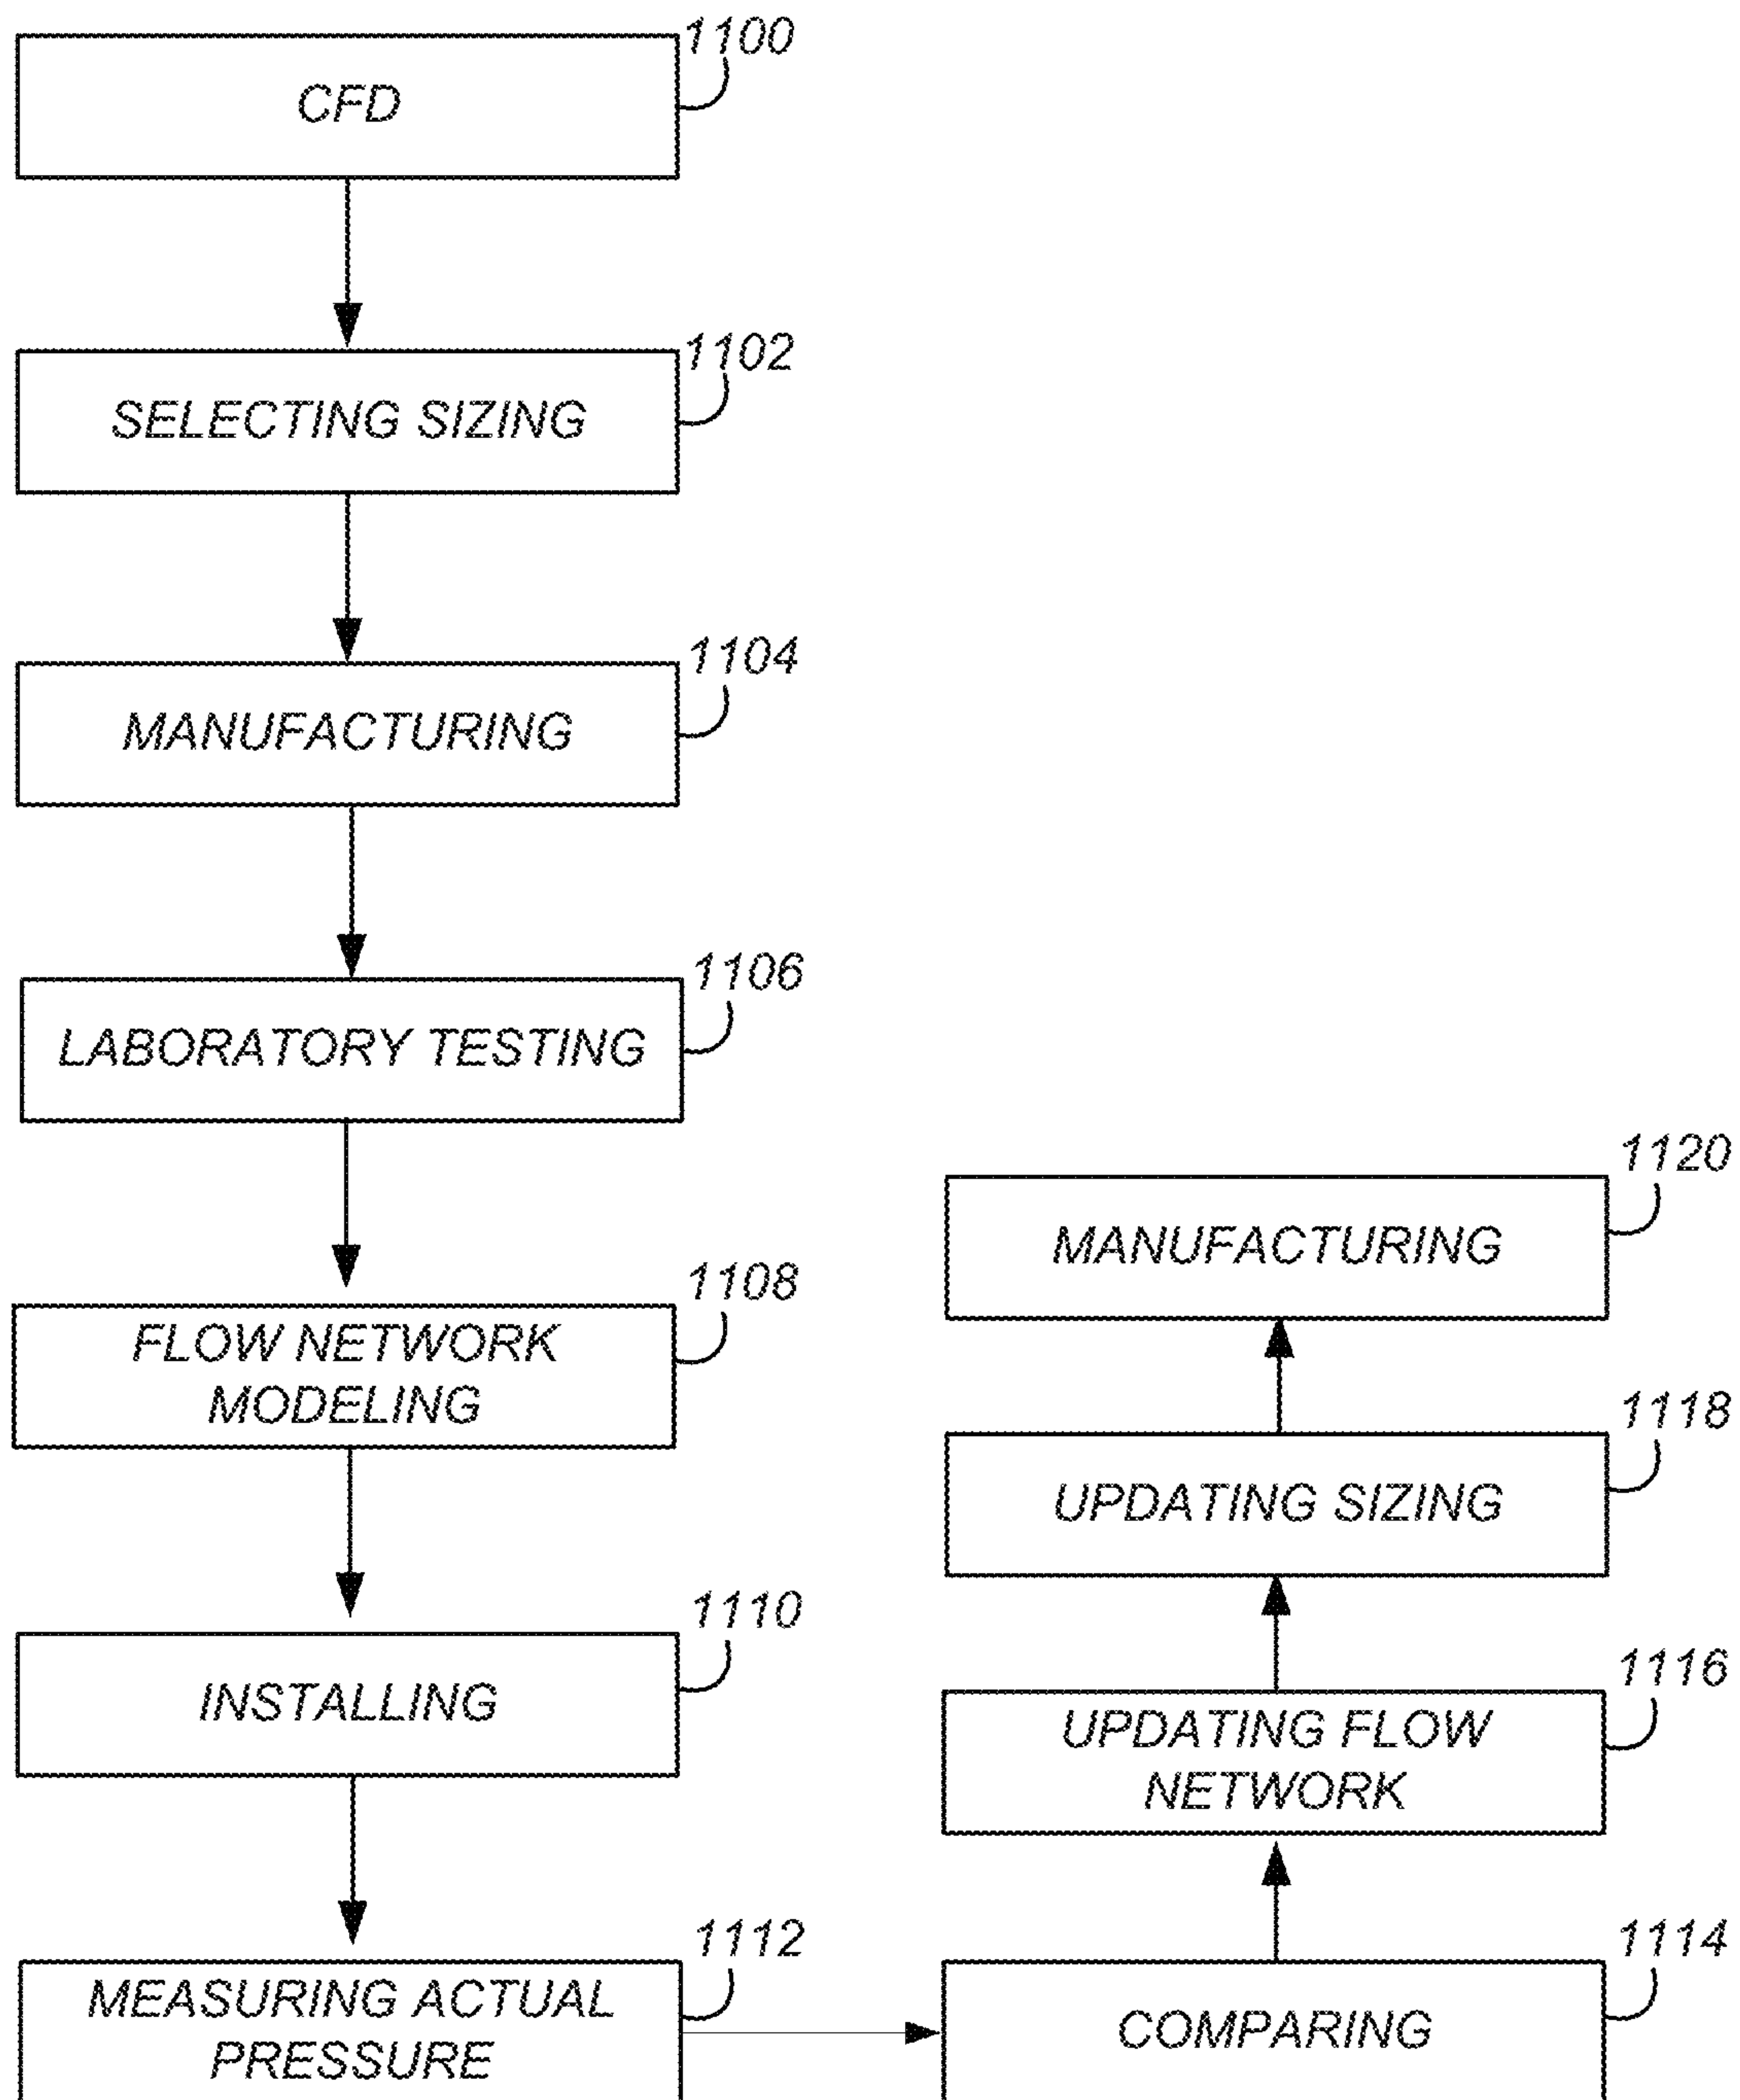 1100
CFD
1102
SELECTING SIZING
1104
MANUFACTURING
1106
LABORATORY TESTING
1108
FLOW NETWORK
MODELING
1110
INSTALLING
1112
MEASURING ACTUAL
PRESSURE
1114
COMPARING
1116
UPDATING FLOW
NETWORK
1118
UPDATING SIZING
1120
MANUFACTURING